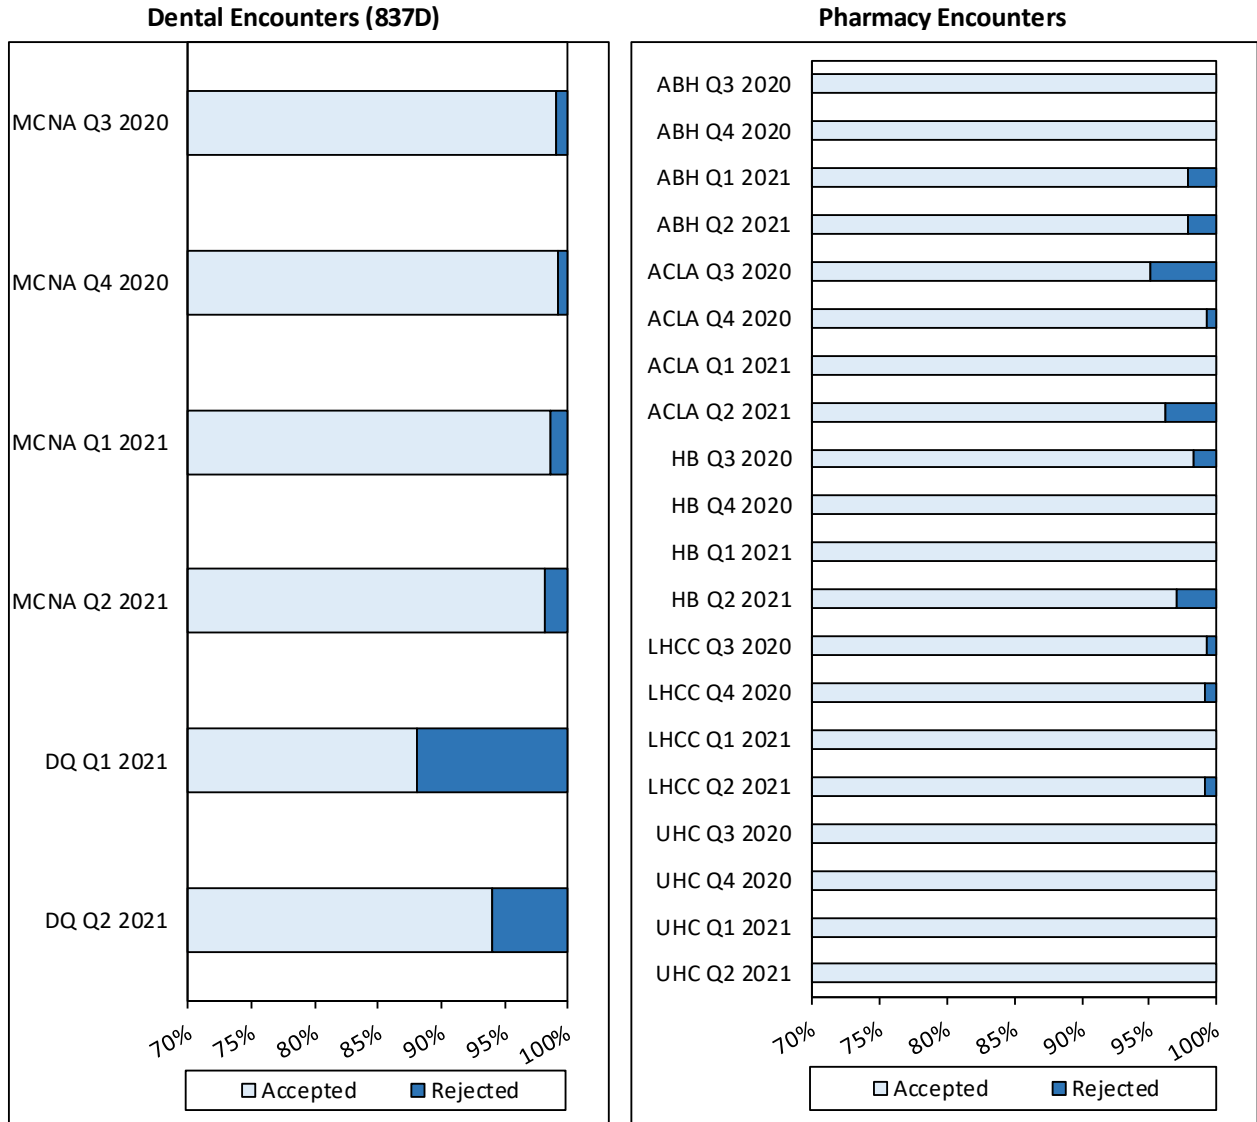 Dental Encounters (837D)
MCNA Q3 2020
MCNA Q4 2020
MCNA Q1 2021
MCNA Q2 2021
DQ Q1 2021
DQ Q2 2021
70% 75% 80% 85% 90% 95% 100%
Accepted Rejected
Pharmacy Encounters
ABH Q3 2020
ABH Q4 2020
ABH Q1 2021
ABH Q2 2021
ACLA Q3 2020
ACLA Q4 2020
ACLA Q1 2021
ACLA Q2 2021
HB Q3 2020
HB Q4 2020
HB Q1 2021
HB Q2 2021
LHCC Q3 2020
LHCC Q4 2020
LHCC Q1 2021
LHCC Q2 2021
UHC Q3 2020
UHC Q4 2020
UHC Q1 2021
UHC Q2 2021
70% 75% 80% 85% 90% 95% 100%
Accepted Rejected